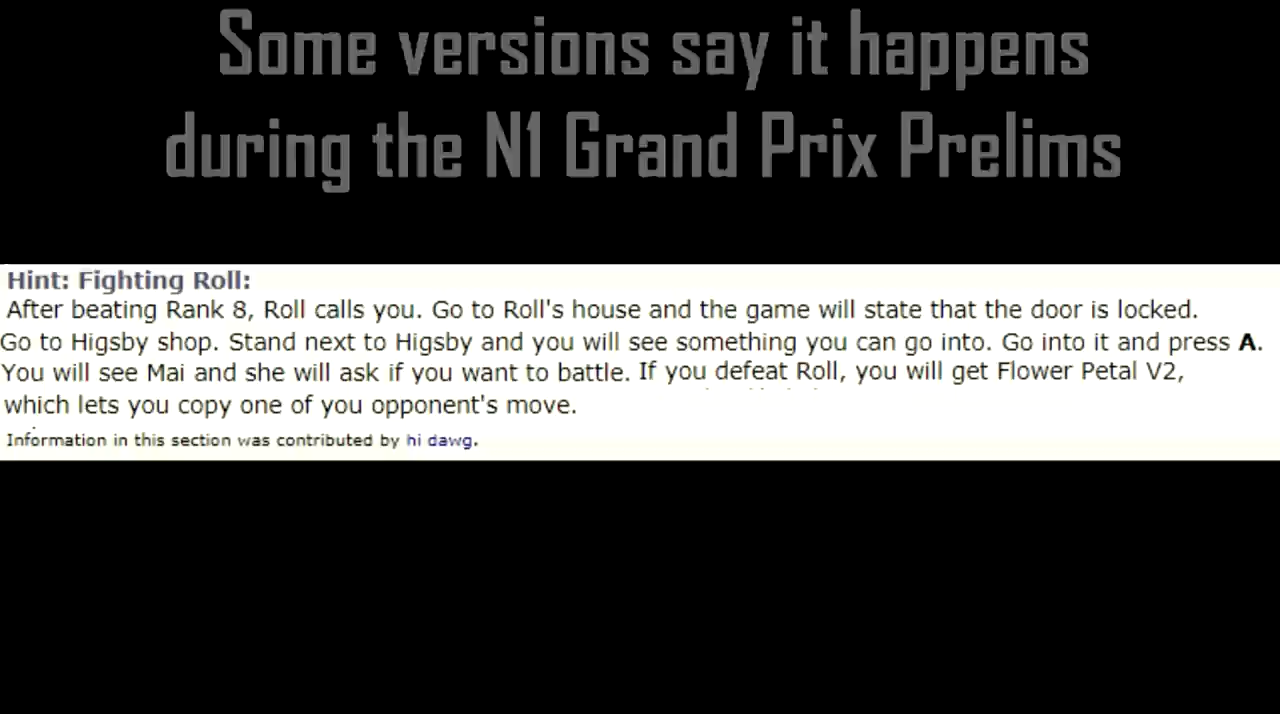 Some versions say it happens
during the N1 Grand Prix Prelims
Hint: Fighting Roll:
After beating Rank 8, Roll calls you. Go to Roll's house and the game will state that the door is locked.
Go to Higsby shop. Stand next to Higsby and you will see something you can go into. Go into it and press A.
You will see Mai and she will ask if you want to battle. If you defeat Roll, you will get Flower Petal V2,
which lets you copy one of you opponent's move.
Information in this section was contributed by hi dawg.